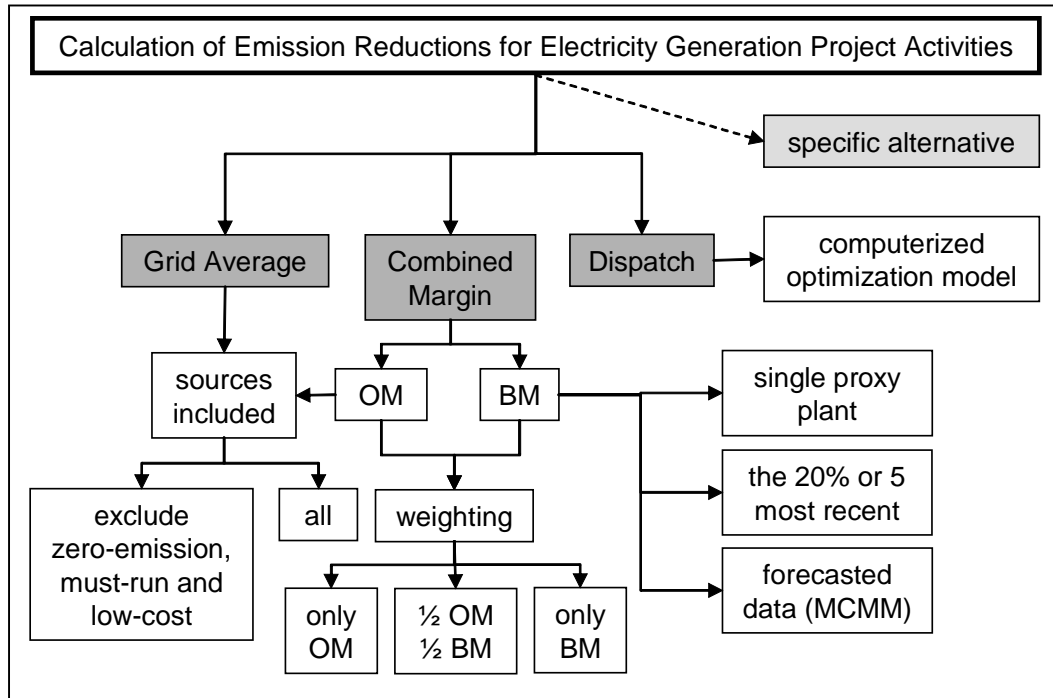 Calculation of Emission Reductions for Electricity Generation Project Activities
specific alternative
Grid Average
Combined
Margin
Dispatch
computerized
optimization model
sources
included
OM
BM
single proxy
plant
exclude
zero-emission,
must-run and
low-cost
all
weighting
the 20% or 5
most recent
only
OM
½ OM
½ BM
only
BM
forecasted
data (MCMM)